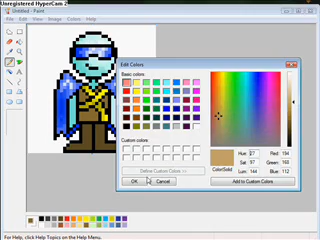 Unregistered HyperCam 2
Untitled - Paint
File Edit View Image Colors Help
Edit Colors
Basic colors:
Custom colors:
Define Custom Colors >>
OK Cancel
Color|Solid
Hue: 27 Red: 194
Sat: 97 Green: 168
Lum: 144 Blue: 112
Add to Custom Colors
For Help, click Help Topics on the Help Menu.